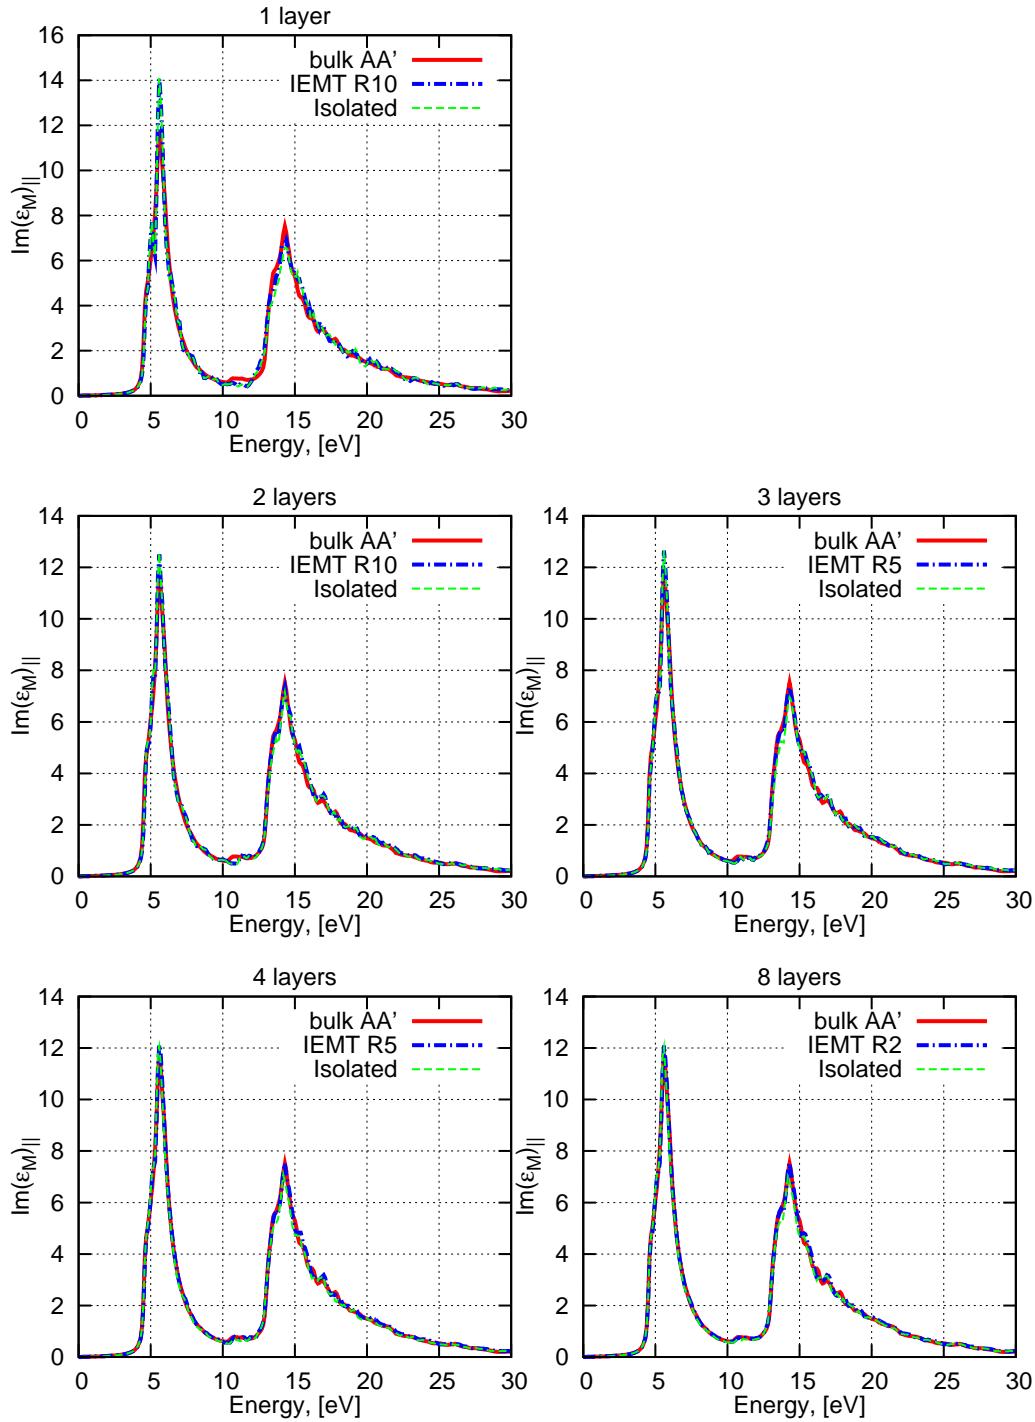 1 layer
16
14
12
10
8
6
4
2
0
Im(εM)||
bulk AA'
IEMT R10
Isolated
0 5 10 15 20 25 30
Energy, [eV]
2 layers
14
12
10
8
6
4
2
0
Im(εM)||
bulk AA'
IEMT R10
Isolated
0 5 10 15 20 25 30
Energy, [eV]
3 layers
14
12
10
8
6
4
2
0
Im(εM)||
bulk AA'
IEMT R5
Isolated
0 5 10 15 20 25 30
Energy, [eV]
4 layers
14
12
10
8
6
4
2
0
Im(εM)||
bulk AA'
IEMT R5
Isolated
0 5 10 15 20 25 30
Energy, [eV]
8 layers
14
12
10
8
6
4
2
0
Im(εM)||
bulk AA'
IEMT R2
Isolated
0 5 10 15 20 25 30
Energy, [eV]